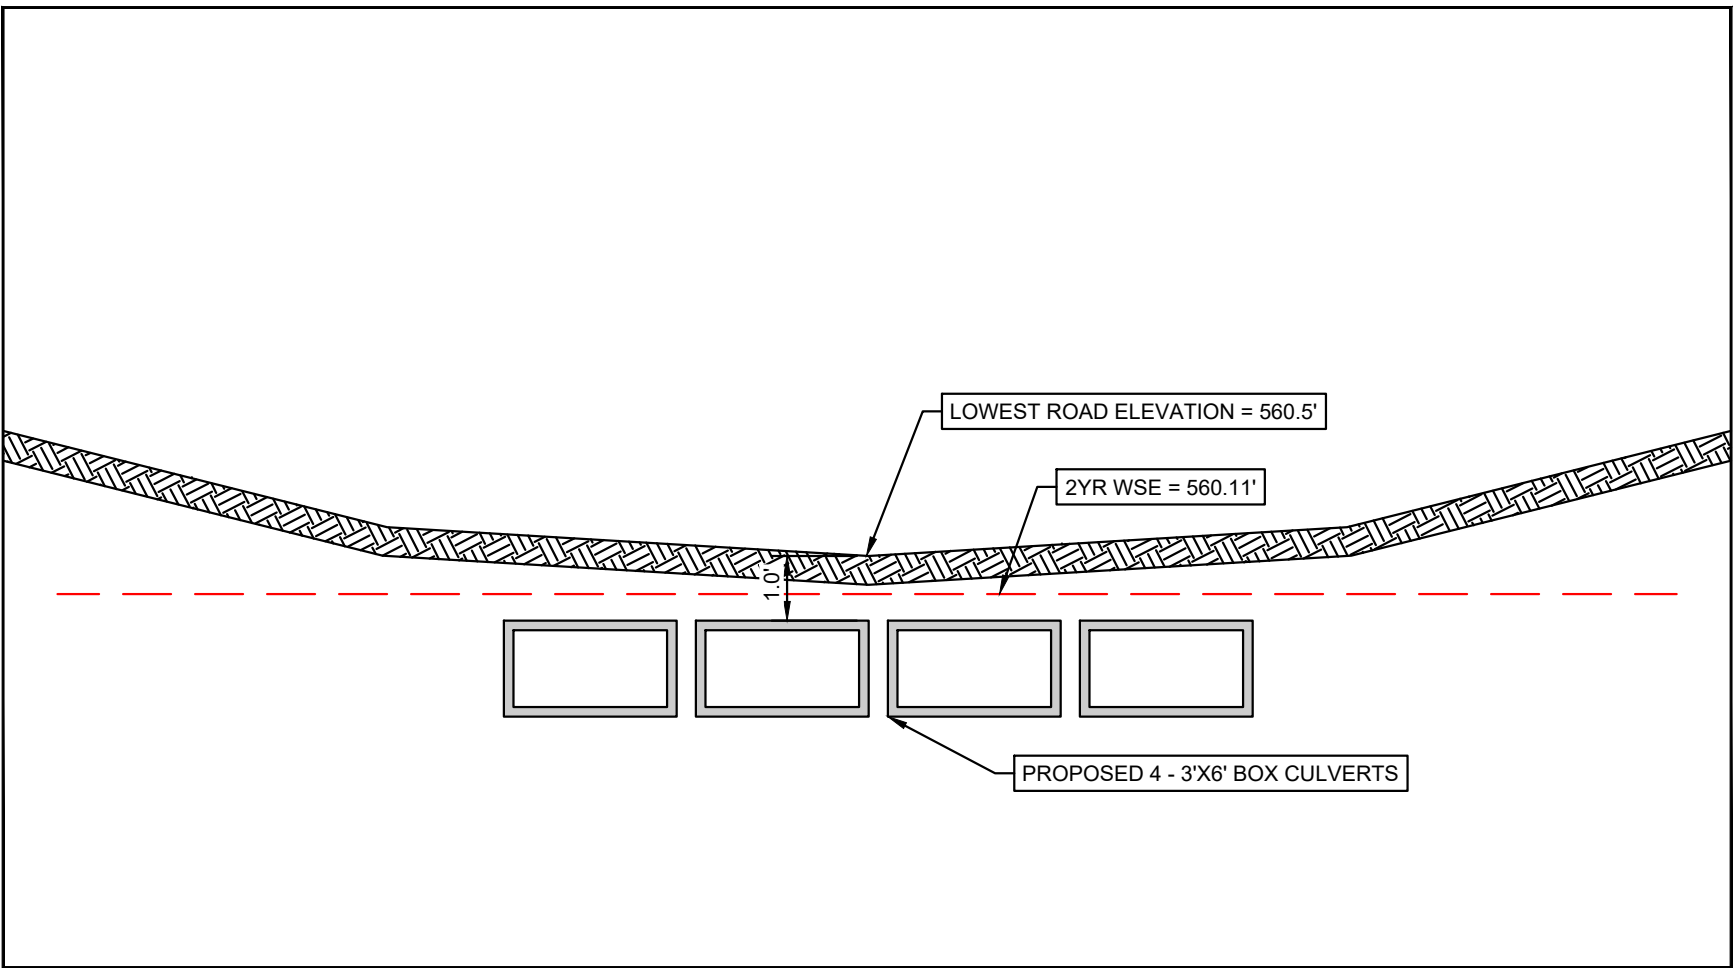 LOWEST ROAD ELEVATION = 560.5'
2YR WSE = 560.11'
1.0'
PROPOSED 4 - 3'X6' BOX CULVERTS